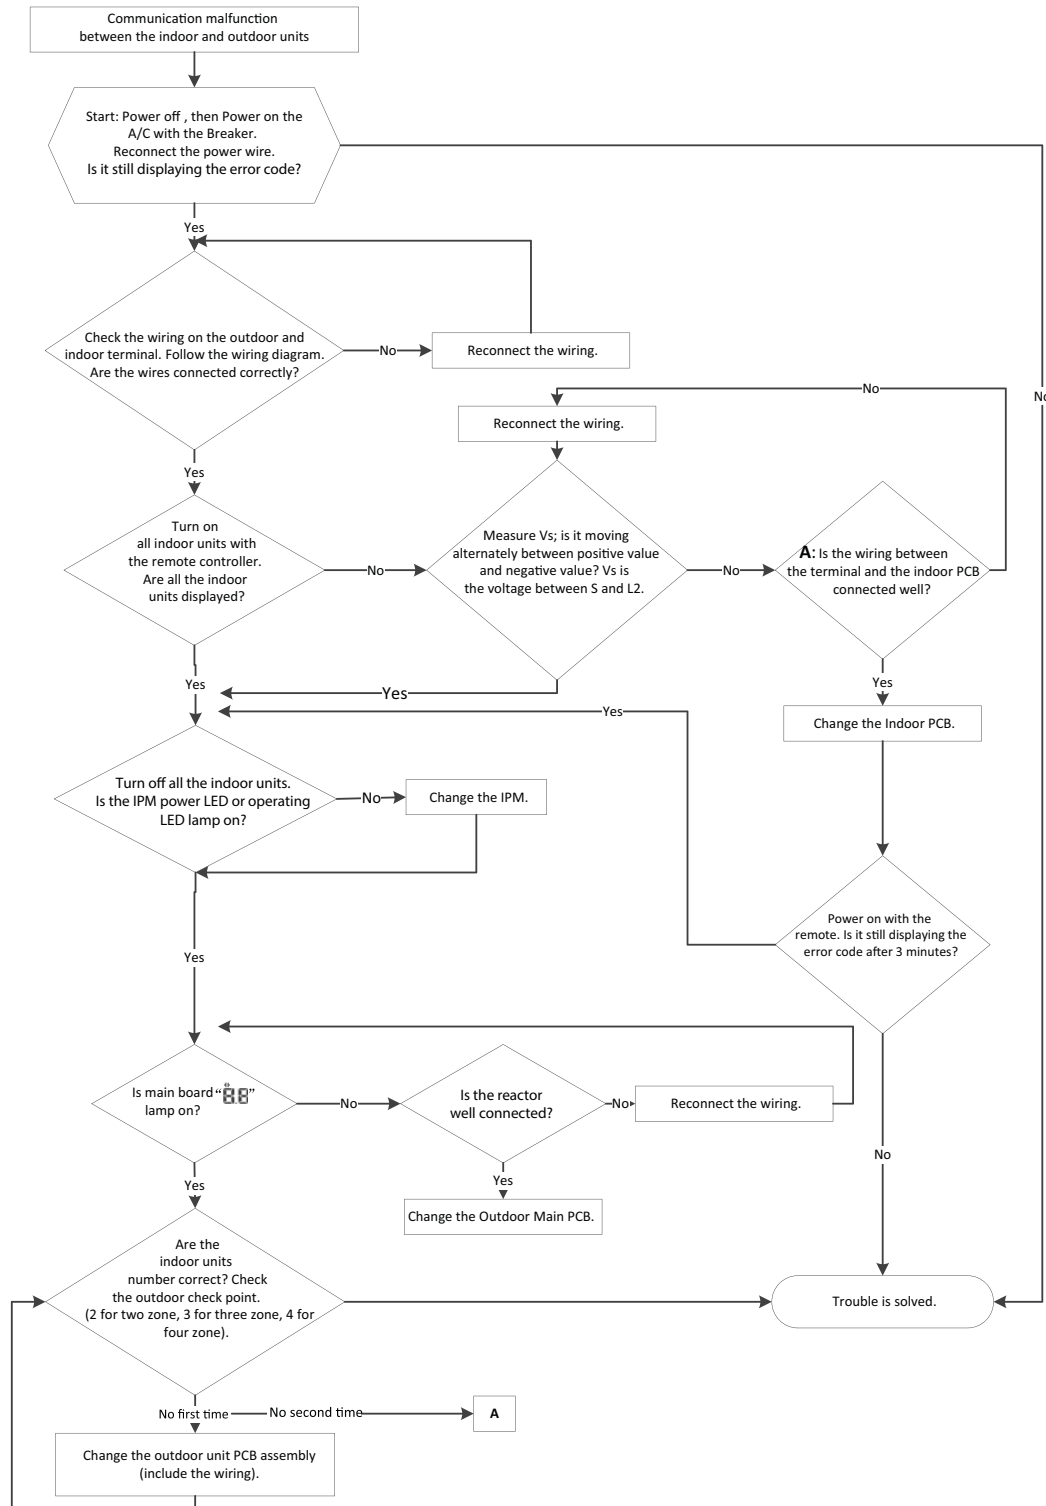 Communication malfunction
between the indoor and outdoor units
Start: Power off , then Power on the
A/C with the Breaker.
Reconnect the power wire.
Is it still displaying the error code?
Yes
Check the wiring on the outdoor and
indoor terminal. Follow the wiring diagram.
Are the wires connected correctly?
No
Reconnect the wiring.
No
No
Reconnect the wiring.
Yes
Turn on
all indoor units with
the remote controller.
Are all the indoor
units displayed?
No
Measure Vs; is it moving
alternately between positive value
and negative value? Vs is
the voltage between S and L2.
No
A: Is the wiring between
the terminal and the indoor PCB
connected well?
Yes
Yes
Yes
Yes
Change the Indoor PCB.
Turn off all the indoor units.
Is the IPM power LED or operating
LED lamp on?
No
Change the IPM.
Power on with the
remote. Is it still displaying the
error code after 3 minutes?
Yes
Is main board “8.8”
lamp on?
No
Is the reactor
well connected?
No
Reconnect the wiring.
No
Yes
Yes
Change the Outdoor Main PCB.
Are the
indoor units
number correct? Check
the outdoor check point.
(2 for two zone, 3 for three zone, 4 for
four zone).
Trouble is solved.
No first time
No second time
A
Change the outdoor unit PCB assembly
(include the wiring).